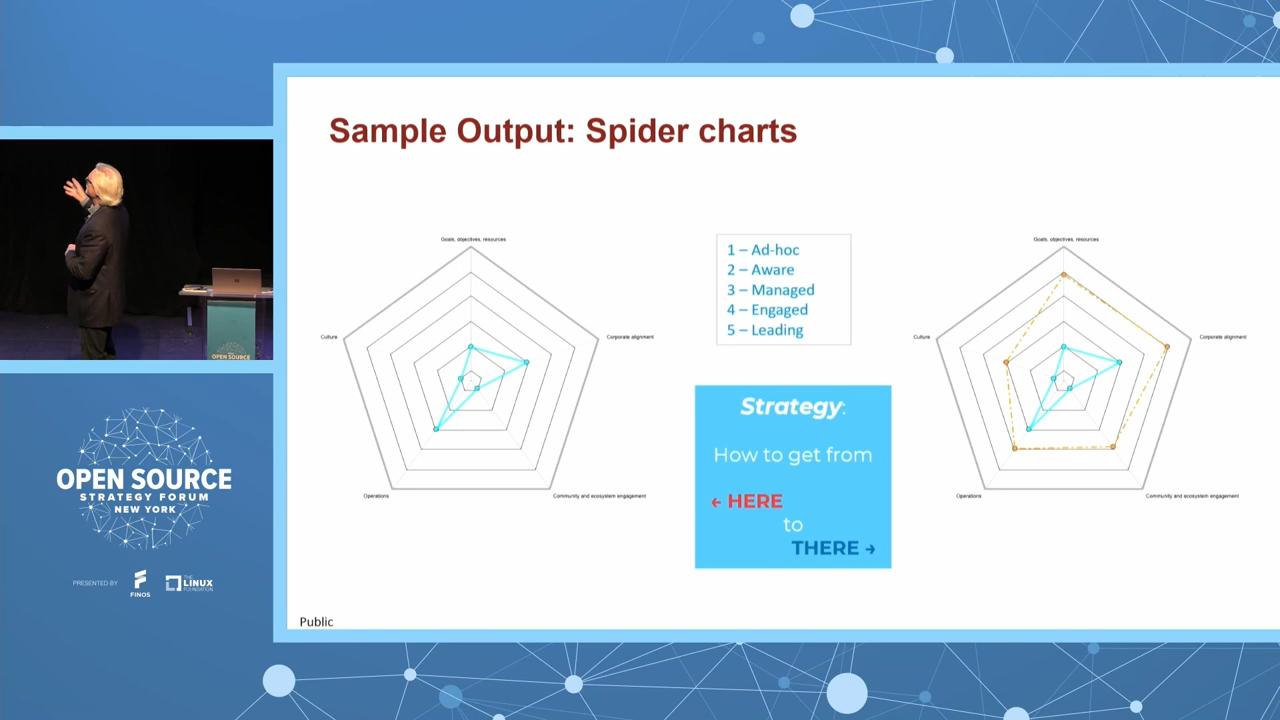 Sample Output: Spider charts
Goals, objectives, resources
Culture
Corporate alignment
Operations
Community and ecosystem engagement
1 – Ad-hoc
2 – Aware
3 – Managed
4 – Engaged
5 – Leading
Strategy:
How to get from
← HERE
to
THERE →
Goals, objectives, resources
Culture
Corporate alignment
Operations
Community and ecosystem engagement
Public
OPEN SOURCE
OPEN SOURCE
STRATEGY FORUM
NEW YORK
PRESENTED BY
FINOS
THE
LINUX
FOUNDATION